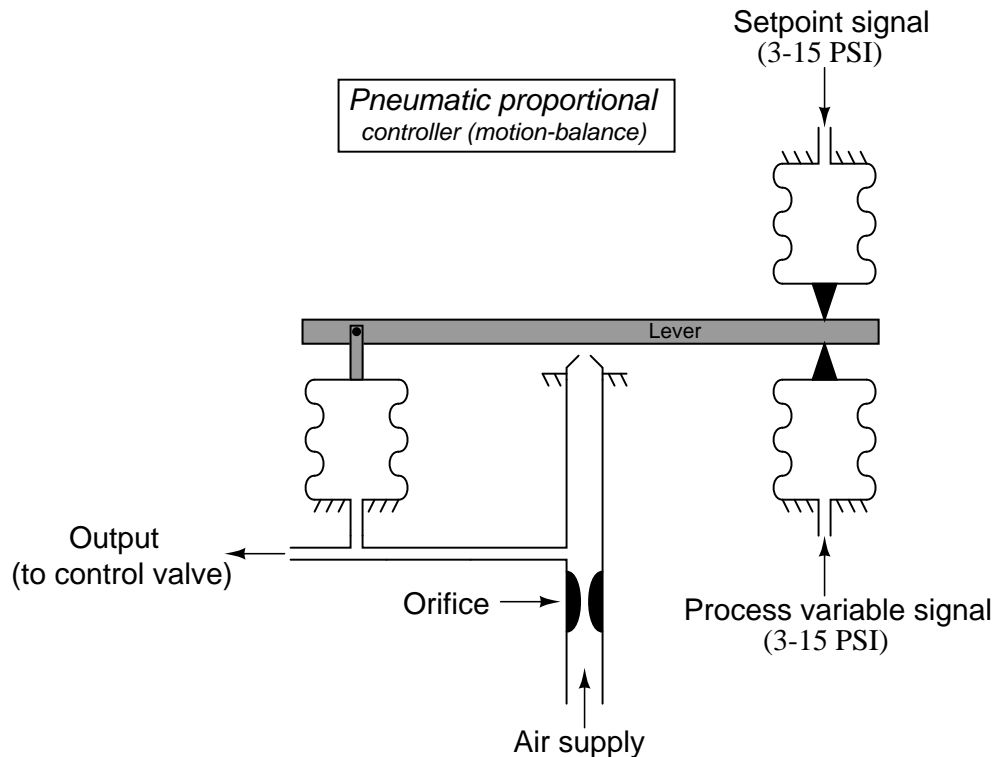 Setpoint signal
(3-15 PSI)
Pneumatic proportional
controller (motion-balance)
Lever
Output
(to control valve)
Orifice
Process variable signal
(3-15 PSI)
Air supply